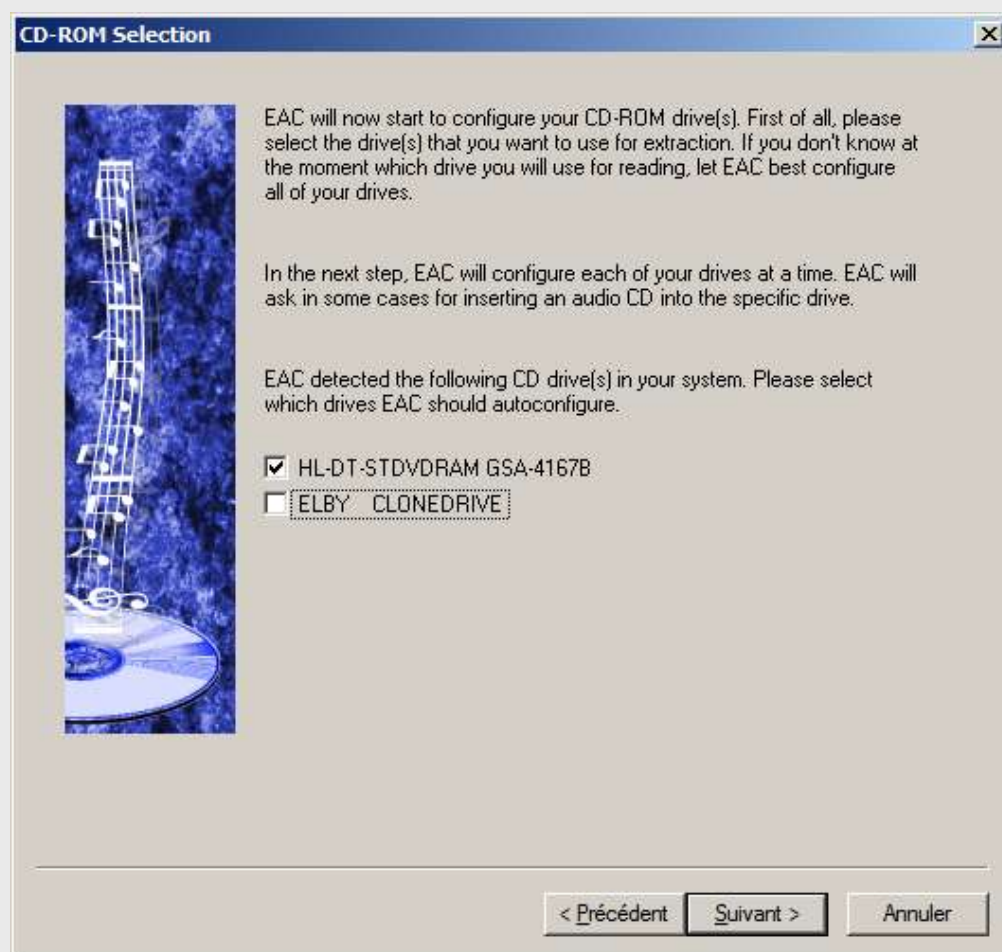 CD-ROM Selection
EAC will now start to configure your CD-ROM drive(s). First of all, please
select the drive(s) that you want to use for extraction. If you don't know at
the moment which drive you will use for reading, let EAC best configure
all of your drives.
In the next step, EAC will configure each of your drives at a time. EAC will
ask in some cases for inserting an audio CD into the specific drive.
EAC detected the following CD drive(s) in your system. Please select
which drives EAC should autoconfigure.
HL-DT-STDVDRAM GSA-4167B
ELBY CLONEDRIVE
< Précédent
Suivant >
Annuler